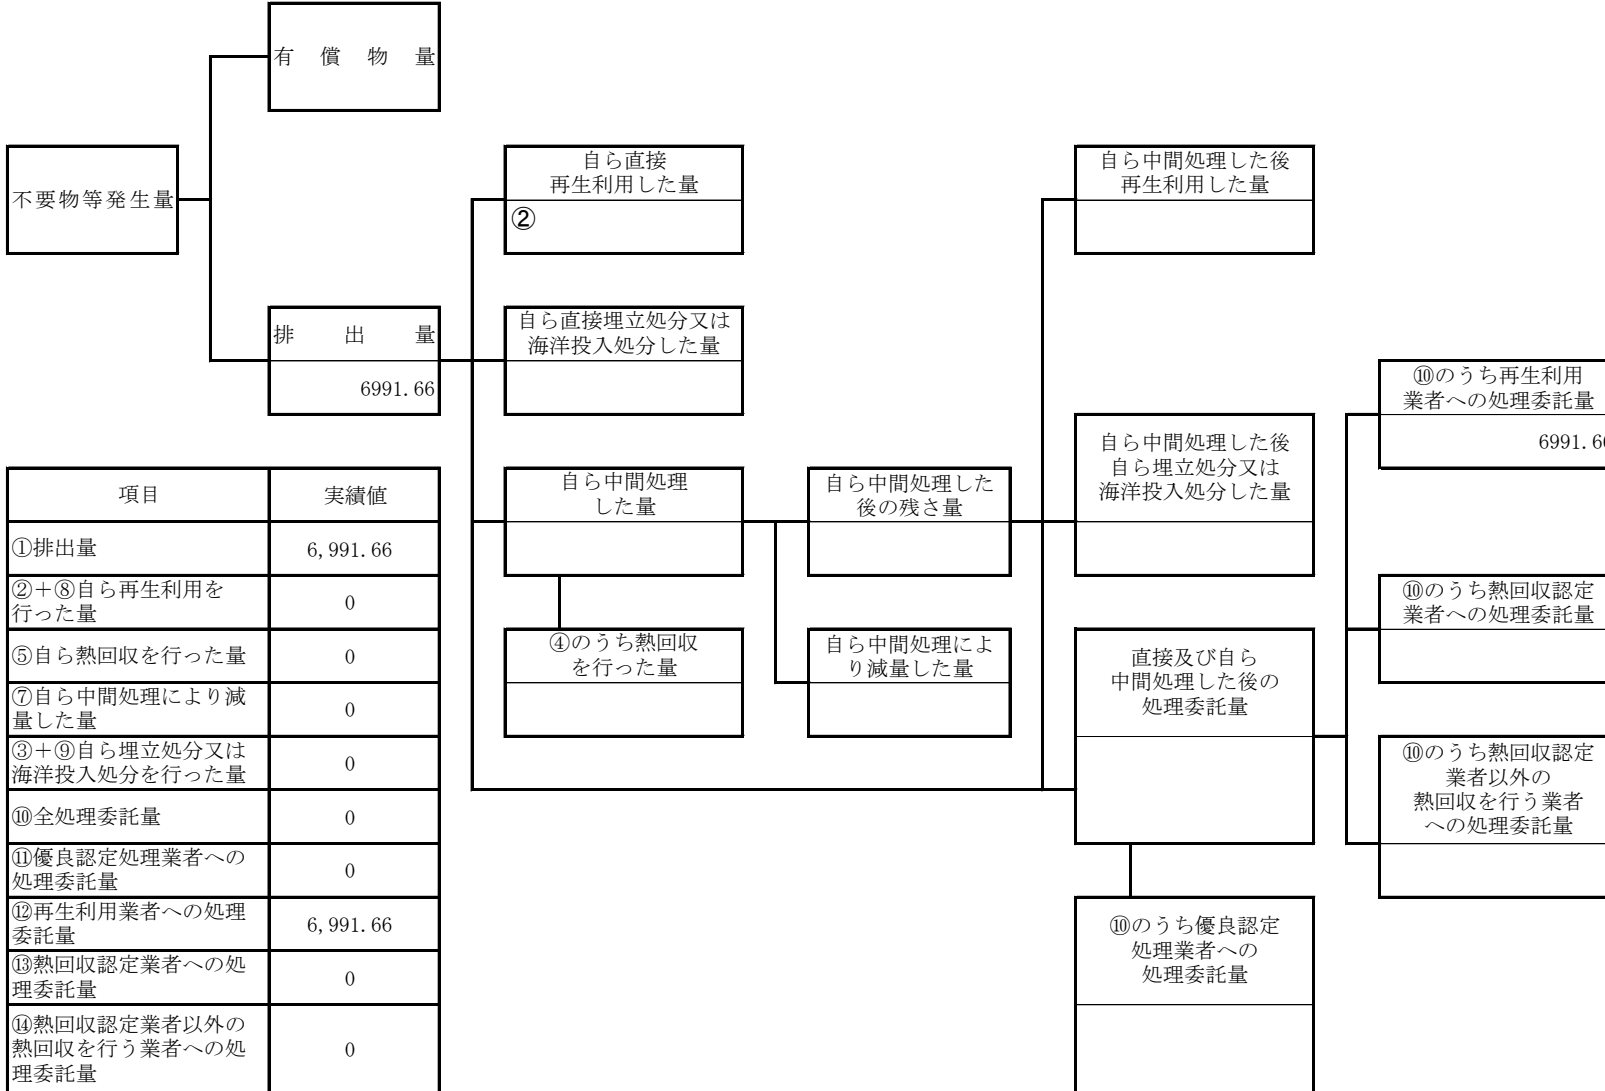 有償物量
不要物等発生量
自ら直接
再生利用した量
②
自ら中間処理した後
再生利用した量
排出量
6991.66
自ら直接埋立処分又は
海洋投入処分した量
⑩のうち再生利用
業者への処理委託量
6991.66
自ら中間処理した後
自ら埋立処分又は
海洋投入処分した量
自ら中間処理
した量
自ら中間処理した
後の残さ量
⑩のうち熱回収認定
業者への処理委託量
④のうち熱回収
を行った量
自ら中間処理によ
り減量した量
直接及び自ら
中間処理した後の
処理委託量
⑩のうち熱回収認定
業者以外の
熱回収を行う業者
への処理委託量
⑩のうち優良認定
処理業者への
処理委託量
項目 実績値
①排出量 6,991.66
②＋⑧自ら再生利用を
行った量 0
⑤自ら熱回収を行った量 0
⑦自ら中間処理により減
量した量 0
③＋⑨自ら埋立処分又は
海洋投入処分を行った量 0
⑩全処理委託量 0
⑪優良認定処理業者への
処理委託量 0
⑫再生利用業者への処理
委託量 6,991.66
⑬熱回収認定業者への処
理委託量 0
⑭熱回収認定業者以外の
熱回収を行う業者への処
理委託量 0